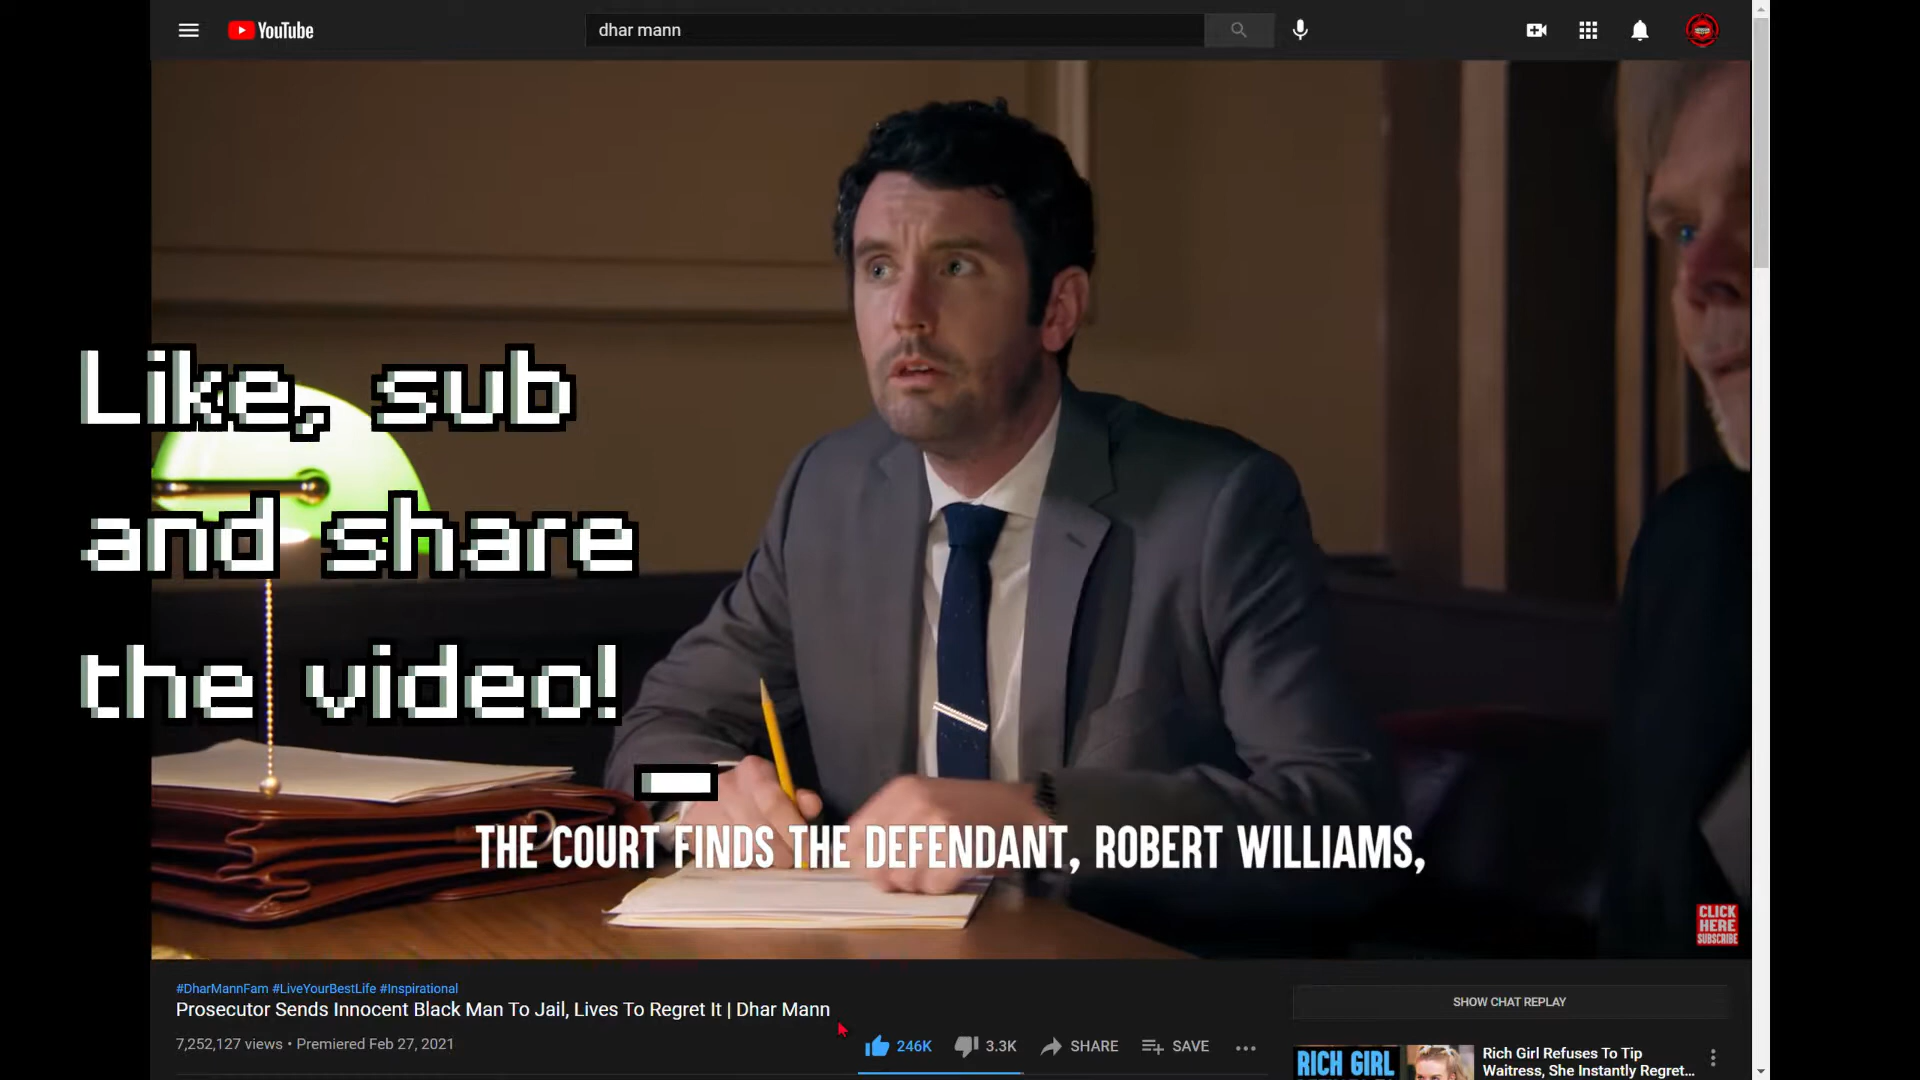 YouTube
dhar mann
Like, sub
and share
the video!
THE COURT FINDS THE DEFENDANT, ROBERT WILLIAMS,
CLICK
HERE
SUBSCRIBE
#DharMannFam #LiveYourBestLife #Inspirational
Prosecutor Sends Innocent Black Man To Jail, Lives To Regret It | Dhar Mann
7,252,127 views • Premiered Feb 27, 2021
246K
3.3K
SHARE
SAVE
SHOW CHAT REPLAY
RICH GIRL
Rich Girl Refuses To Tip
Waitress, She Instantly Regret...